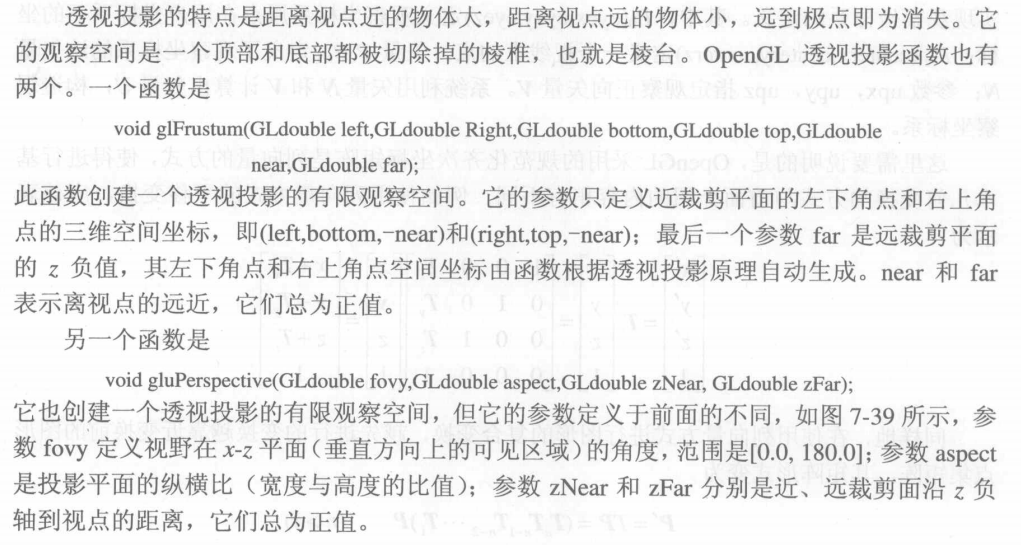 透视投影的特点是距离视点近的物体大，距离视点远的物体小，远到极点即为消失。它
的观察空间是一个顶部和底部都被切除掉的棱椎，也就是棱台。OpenGL 透视投影函数也有
两个。一个函数是
void glFrustum(GLdouble left,GLdouble Right,GLdouble bottom,GLdouble top,GLdouble
near,GLdouble far);
此函数创建一个透视投影的有限观察空间。它的参数只定义近裁剪平面的左下角点和右上角
点的三维空间坐标，即(left,bottom,−near)和(right,top,−near)；最后一个参数 far 是远裁剪平面
的 z 负值，其左下角点和右上角点空间坐标由函数根据透视投影原理自动生成。near 和 far
表示离视点的远近，它们总为正值。
另一个函数是
void gluPerspective(GLdouble fovy,GLdouble aspect,GLdouble zNear, GLdouble zFar);
它也创建一个透视投影的有限观察空间，但它的参数定义于前面的不同，如图 7-39 所示，参
数 fovy 定义视野在 x-z 平面（垂直方向上的可见区域）的角度，范围是[0.0, 180.0]；参数 aspect
是投影平面的纵横比（宽度与高度的比值）；参数 zNear 和 zFar 分别是近、远裁剪面沿 z 负
轴到视点的距离，它们总为正值。